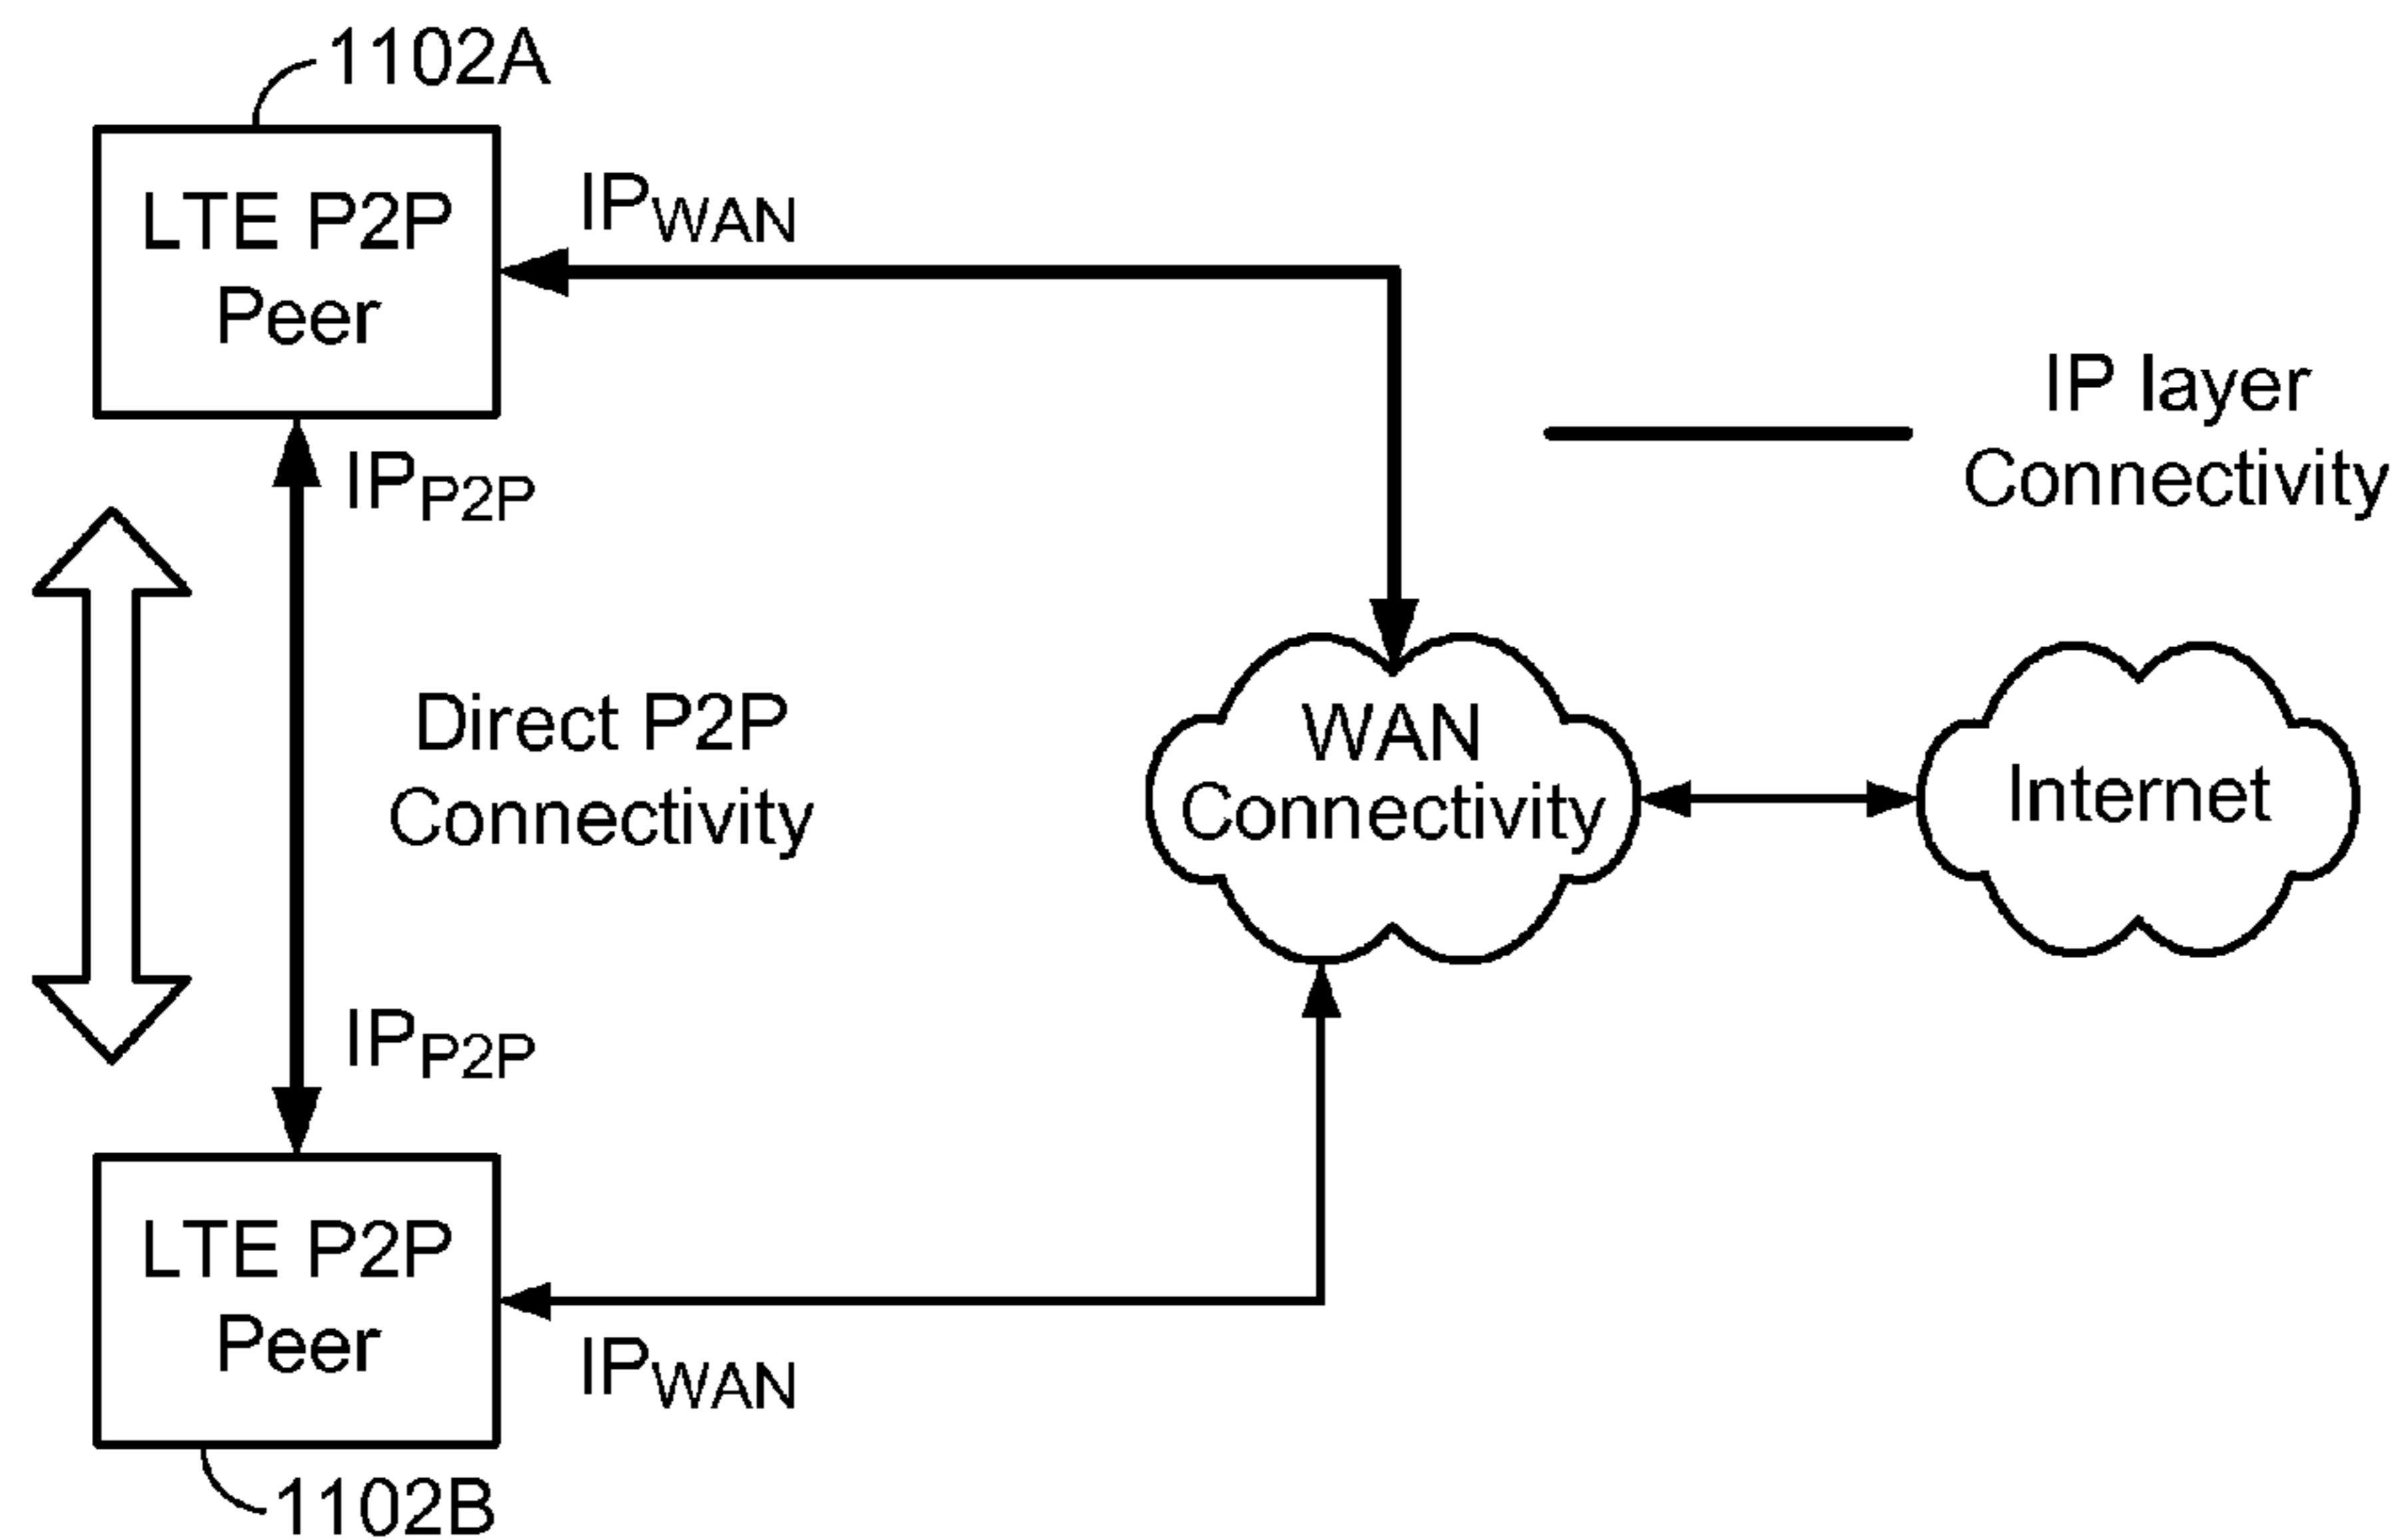 1102A
LTE P2P
Peer
IPWAN
IP layer
Connectivity
IPP2P
Direct P2P
Connectivity
WAN
Connectivity
Internet
IPP2P
LTE P2P
Peer
IPWAN
1102B